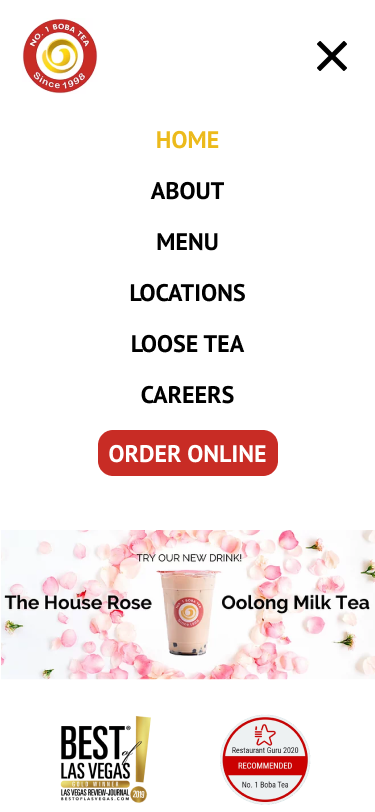 NO. 1 BOBA TEA
Since 1998
HOME
ABOUT
MENU
LOCATIONS
LOOSE TEA
CAREERS
ORDER ONLINE
TRY OUR NEW DRINK!
The House Rose
Oolong Milk Tea
BEST
of
LAS VEGAS
GOLD WINNER
LAS VEGAS REVIEW-JOURNAL
BESTOFLASVEGAS.COM
2019
Restaurant Guru 2020
RECOMMENDED
No. 1 Boba Tea